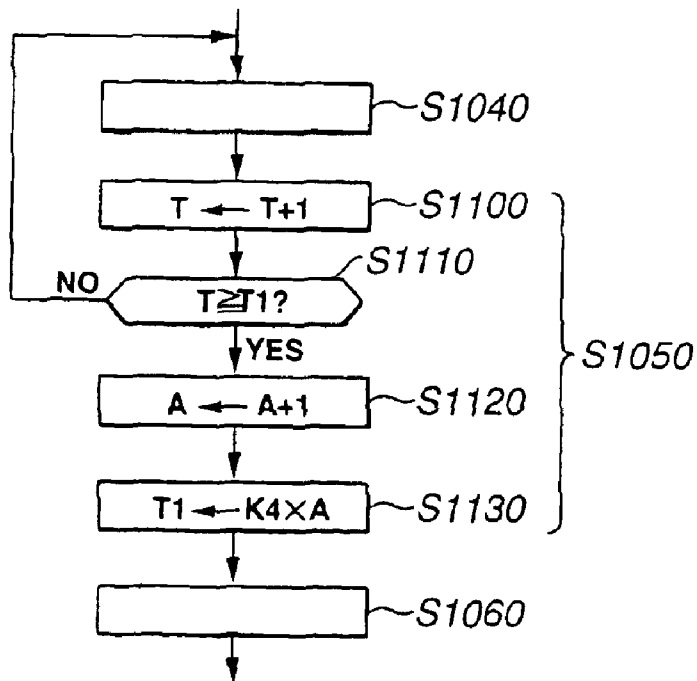 S1040
T ← T+1
S1100
S1110
NO
T≧T1?
YES
S1050
A ← A+1
S1120
T1 ← K4×A
S1130
S1060